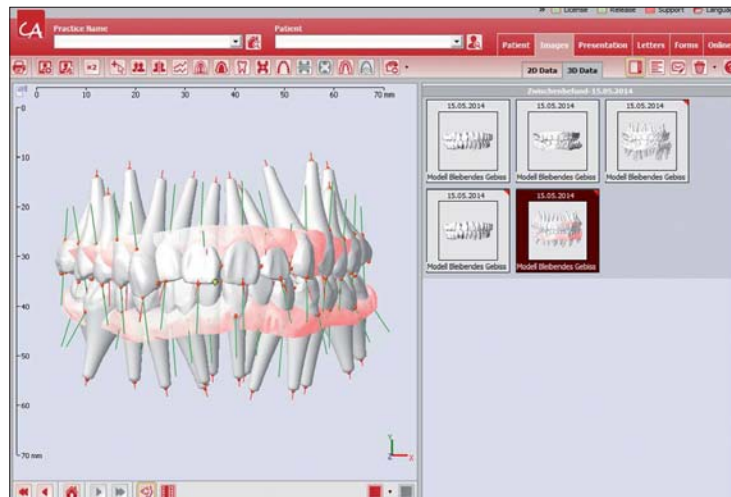 License Release Support Language
CA
Practice Name
Patient
Patient Images Presentation Letters Forms Online
×2
2D Data 3D Data
0 10 20 30 40 50 60 70 mm
0
10
20
30
40
50
60
70 mm
Y
Z X
Zwischenbefund-15.05.2014
15.05.2014 15.05.2014 15.05.2014
Modell Bleibendes Gebiss Modell Bleibendes Gebiss Modell Bleibendes Gebiss
15.05.2014 15.05.2014
Modell Bleibendes Gebiss Modell Bleibendes Gebiss